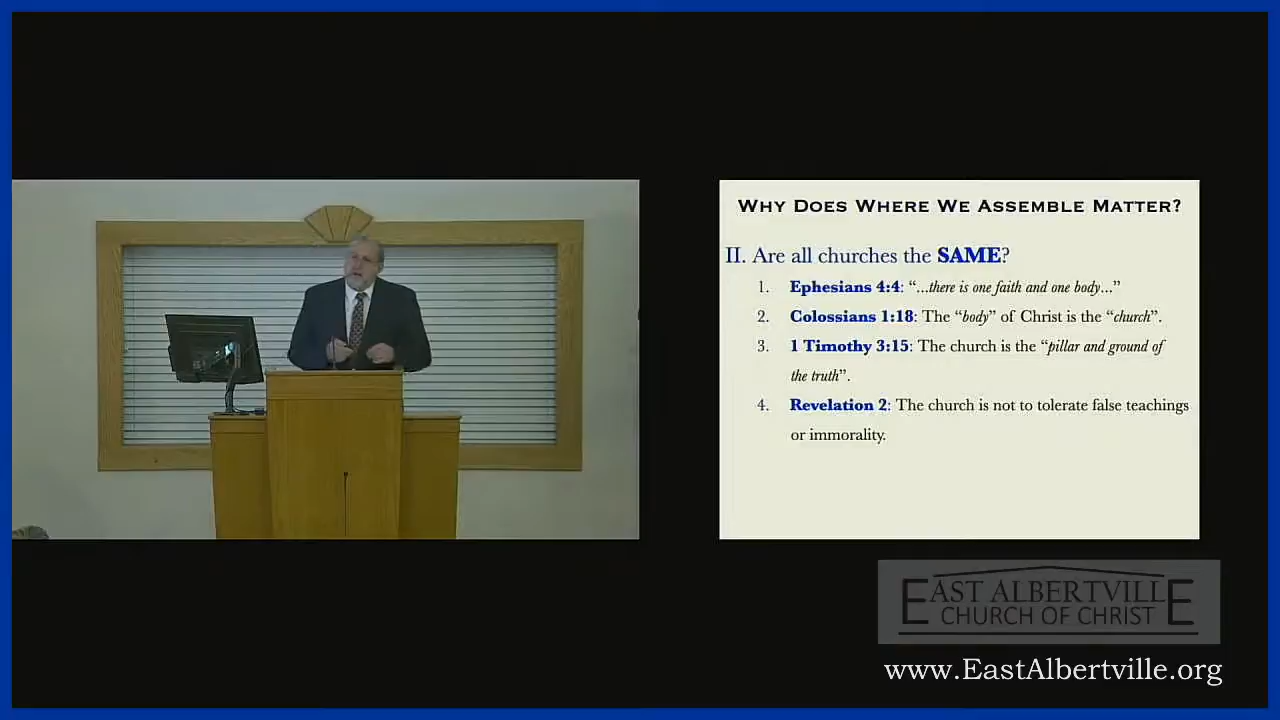 WHY DOES WHERE WE ASSEMBLE MATTER?
II. Are all churches the SAME?
1. Ephesians 4:4: “...there is one faith and one body...”
2. Colossians 1:18: The “body” of Christ is the “church”.
3. 1 Timothy 3:15: The church is the “pillar and ground of
the truth”.
4. Revelation 2: The church is not to tolerate false teachings
or immorality.
EAST ALBERTVILLE
CHURCH OF CHRIST
www.EastAlbertville.org